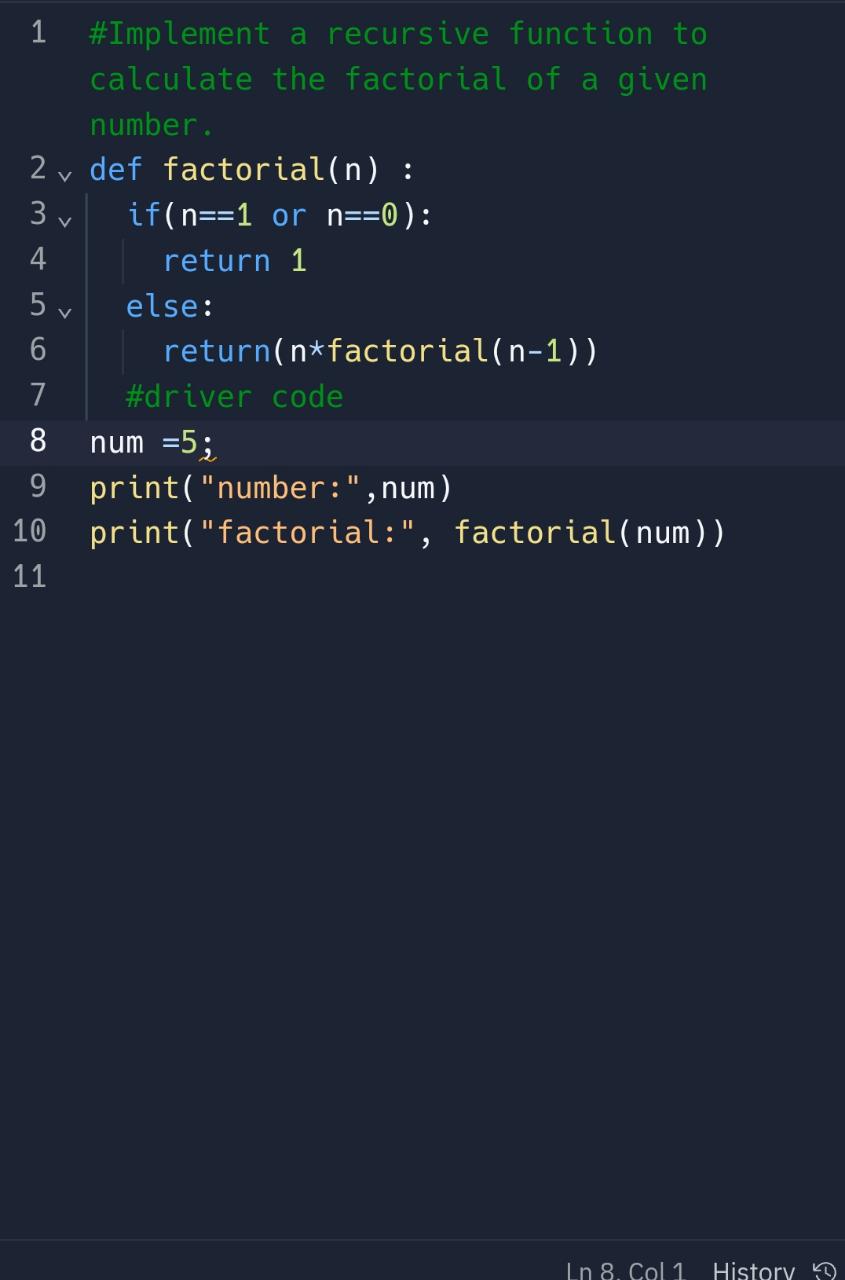 1 #Implement a recursive function to
calculate the factorial of a given
number.
2 def factorial(n) :
3 if(n==1 or n==0):
4 return 1
5 else:
6 return(n*factorial(n-1))
7 #driver code
8 num =5;
9 print("number:",num)
10 print("factorial:", factorial(num))
11
Ln 8, Col 1 History